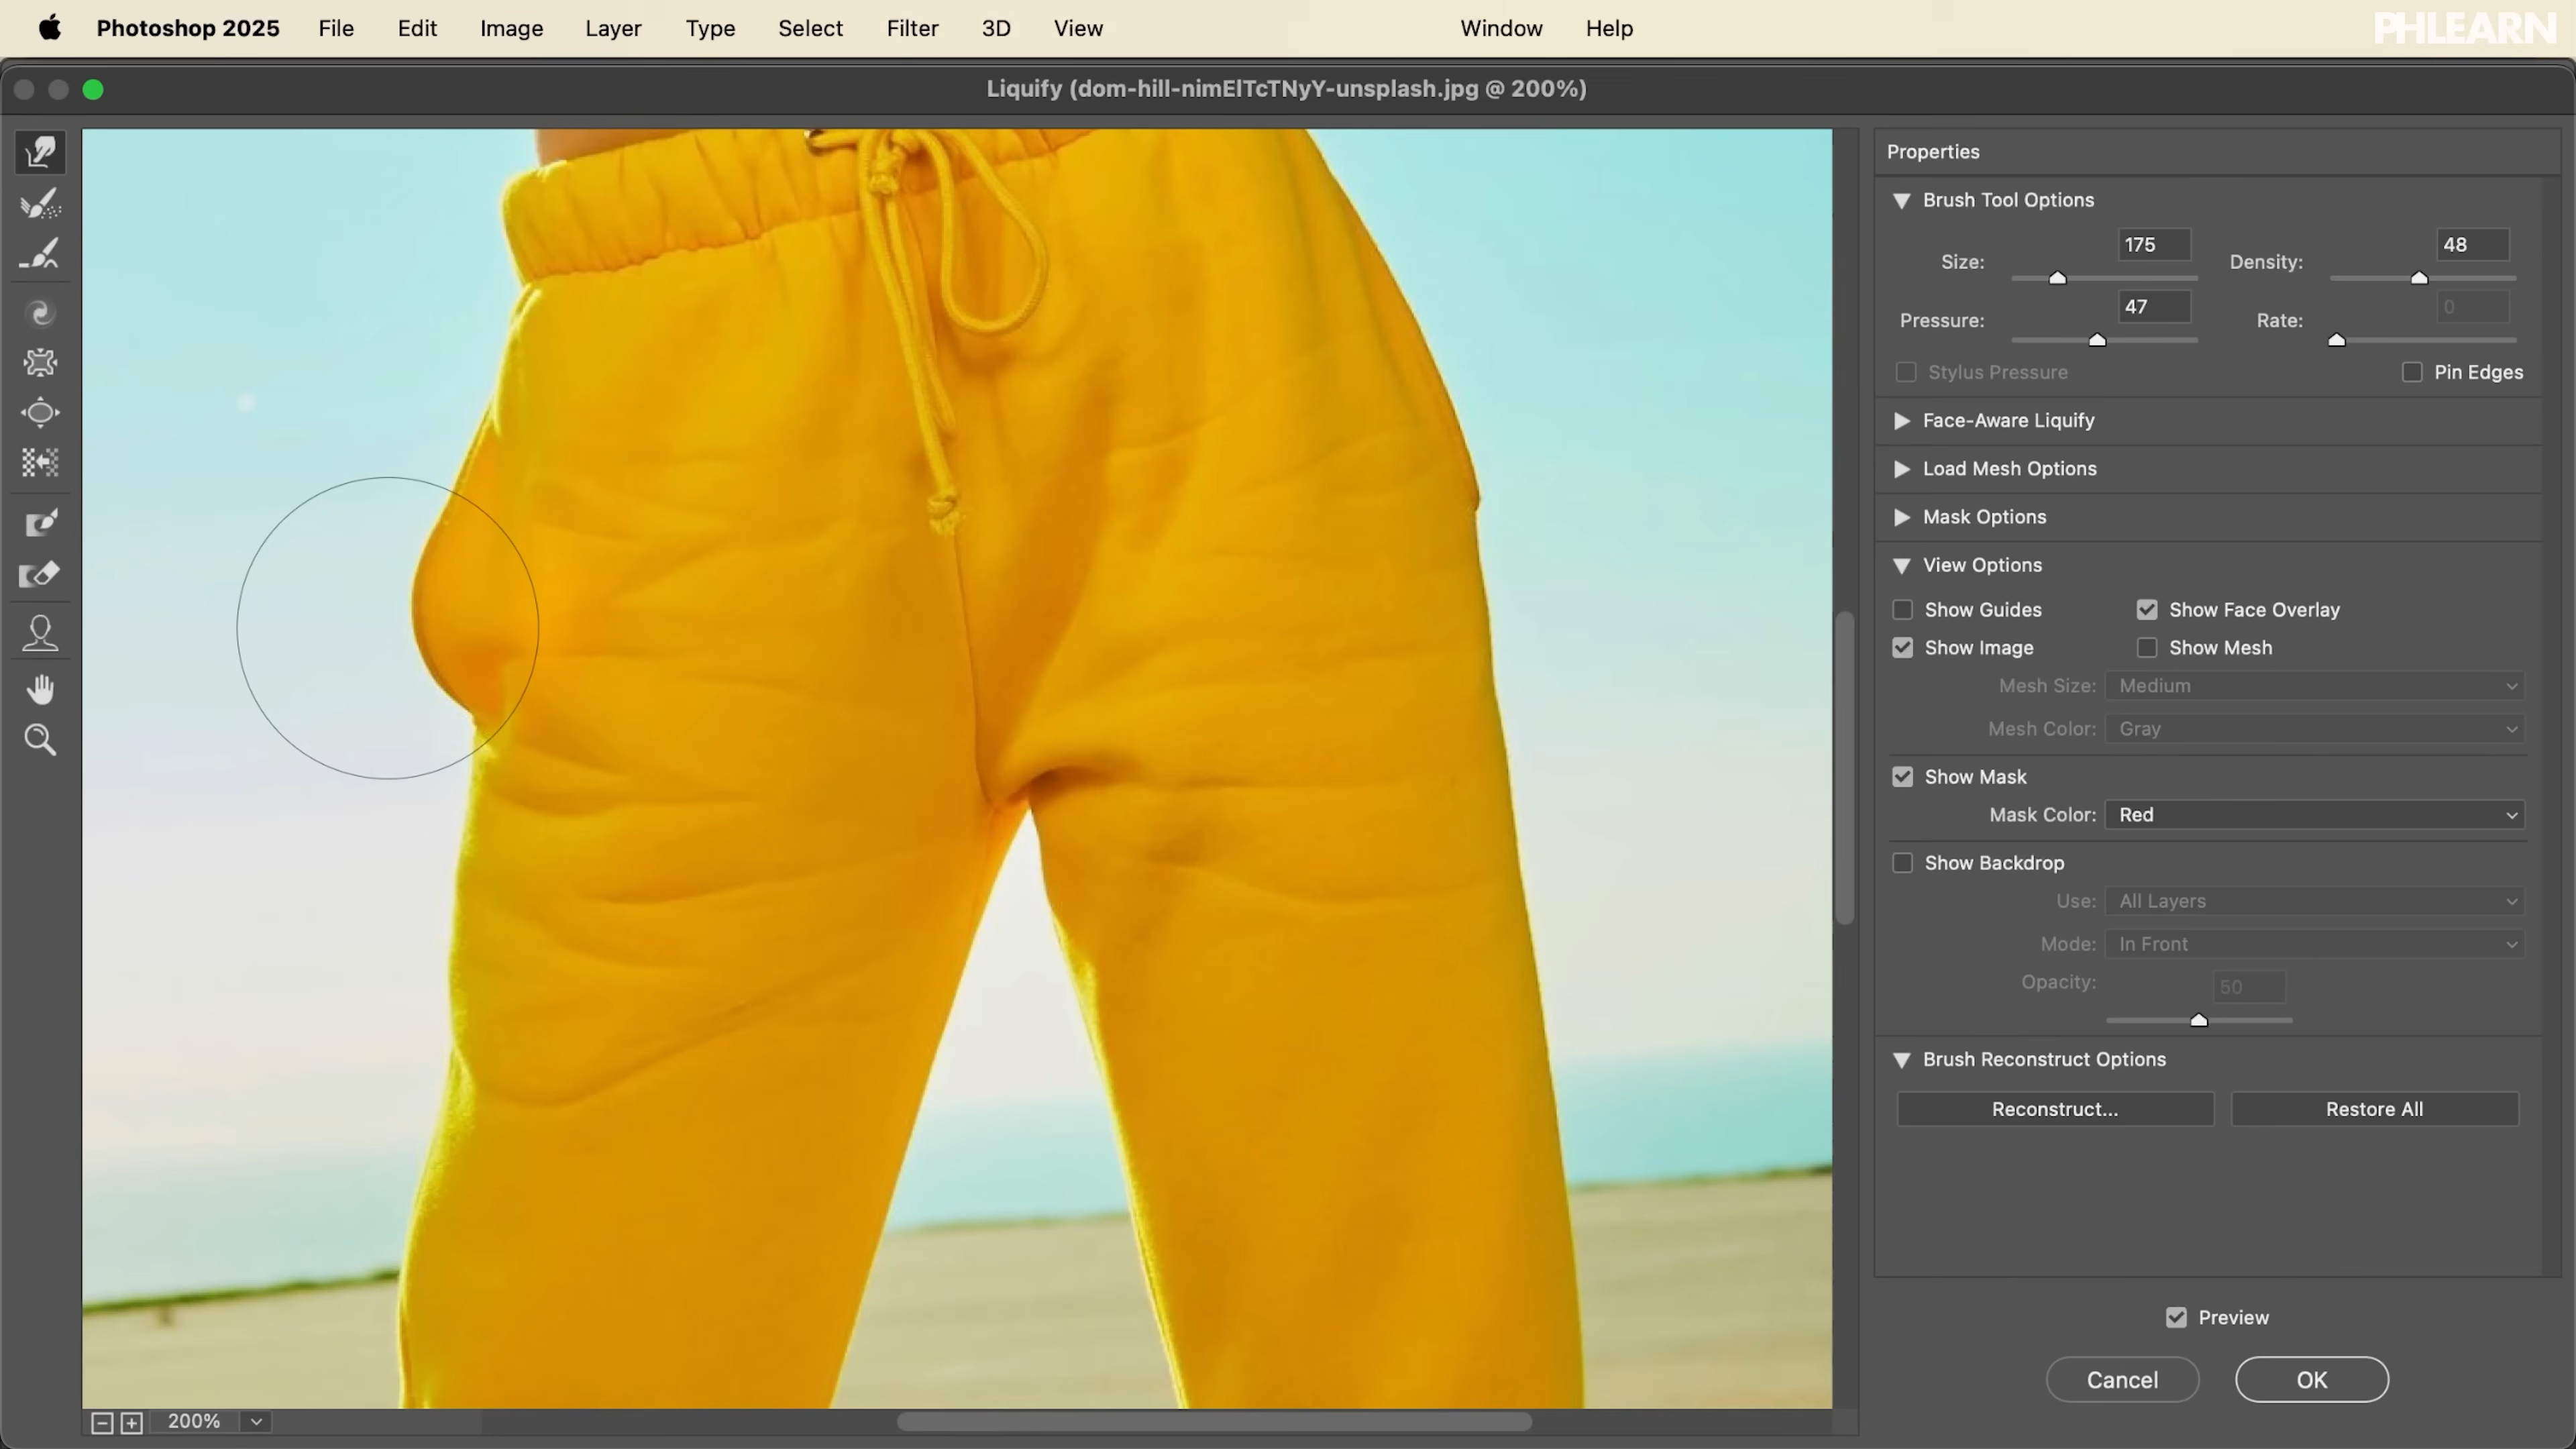 Photoshop 2025 File Edit Image Layer Type Select Filter 3D View Window Help
PHLEARN
Liquify (dom-hill-nimElTcTNyY-unsplash.jpg @ 200%)
Properties
Brush Tool Options
Size: 175 Density: 48
Pressure: 47 Rate: 0
Stylus Pressure Pin Edges
Face-Aware Liquify
Load Mesh Options
Mask Options
View Options
Show Guides Show Face Overlay
Show Image Show Mesh
Mesh Size: Medium
Mesh Color: Gray
Show Mask
Mask Color: Red
Show Backdrop
Use: All Layers
Mode: In Front
Opacity: 50
Brush Reconstruct Options
Reconstruct... Restore All
Preview
Cancel OK
200%